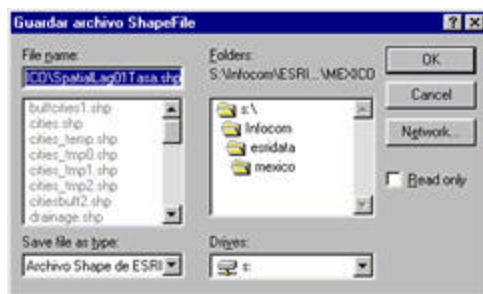 Guardar archivo ShapeFile
File name:
ICO\SpatialLag01Tasa.shp
buffcities1.shp
cities.shp
cities_temp.shp
cities_tmp0.shp
cities_tmp1.shp
cities_tmp2.shp
citiesbuft2.shp
drainage.shp
Save file as type:
Archivo Shape de ESRI
Folders:
S:\Infocom\ESRI...\MEXICO
s:\
Infocom
esridata
mexico
Drives:
s:
OK
Cancel
Network...
Read only